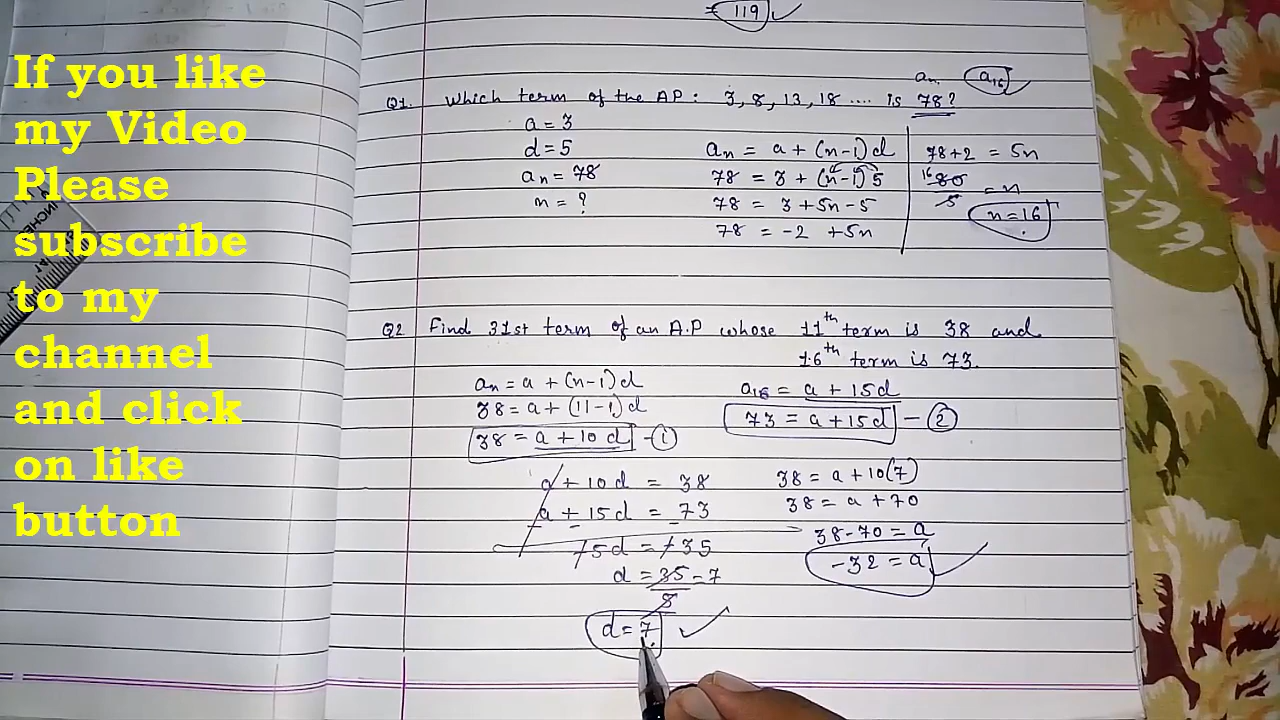 If you like
my Video
Please
subscribe
to my
channel
and click
on like
button
= 119 ✓
an a16 ✓
Q1. Which term of the AP: 3, 8, 13, 18 .... is 78?
a = 3
d = 5
an = 78
n = ?
an = a + (n-1) d
78 = 3 + (n-1) 5
78 = 3 + 5n - 5
78 = -2 + 5n
78+2 = 5n
16 80/5 = n
n = 16
Q2 Find 31st term of an A.P whose 11th term is 38 and
16th term is 73.
an = a + (n-1) d
38 = a + (11-1) d
38 = a + 10 d - ①
a16 = a + 15d
73 = a + 15d - ②
a + 10d = 38
a + 15d = 73
- - -
-5d = -35
d = 35/5 = 7
d = 7 ✓
38 = a + 10(7)
38 = a + 70
38-70 = a
-32 = a ✓
INCHES